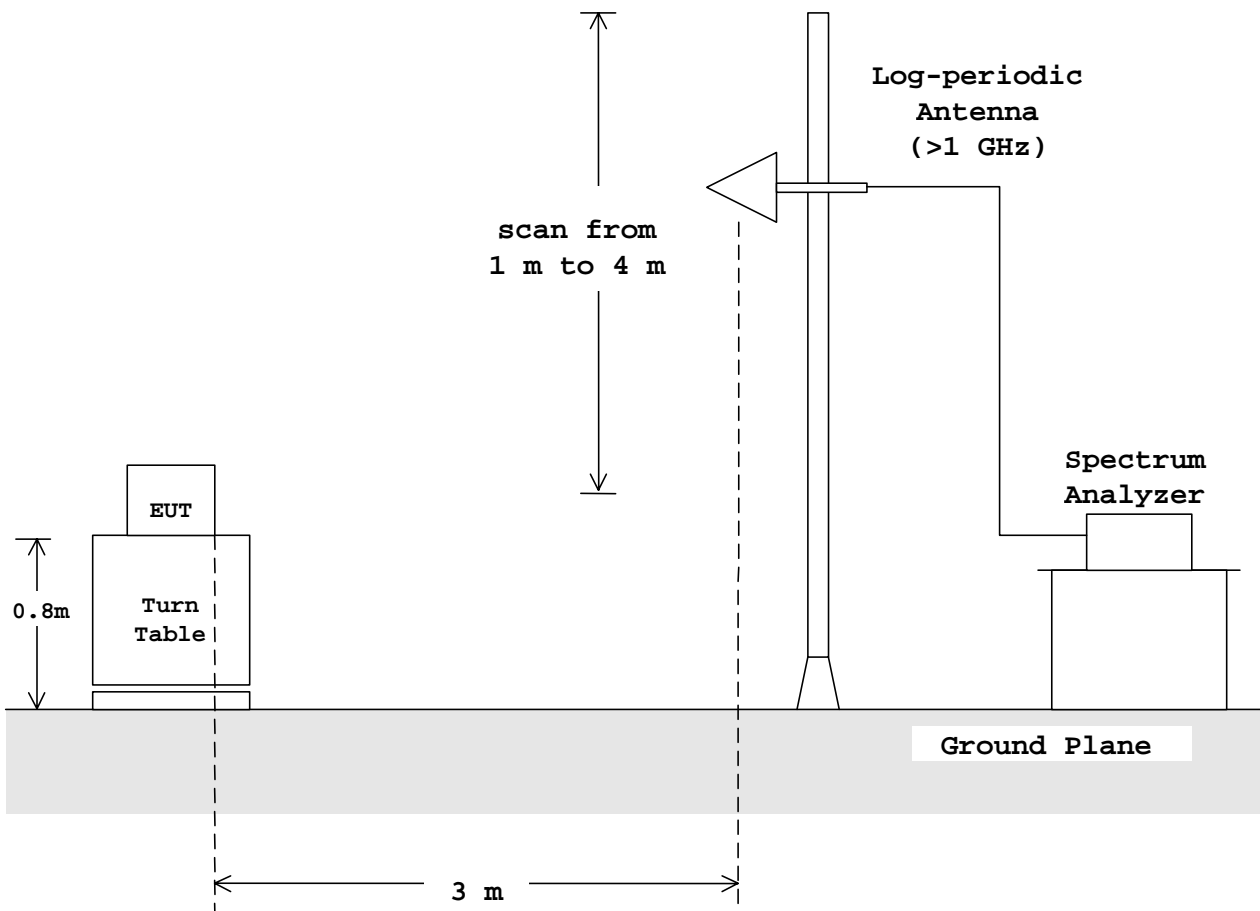 Log-periodic
Antenna
(>1 GHz)
scan from
1 m to 4 m
Spectrum
Analyzer
EUT
0.8m
Turn
Table
Ground Plane
3 m